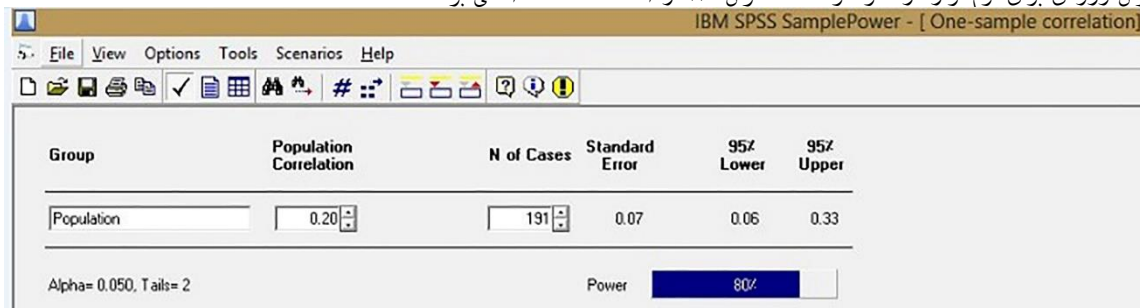 IBM SPSS SamplePower - [ One-sample correlation]
File View Options Tools Scenarios Help
Group Population Correlation N of Cases Standard Error 95% Lower 95% Upper
Population 0.20 191 0.07 0.06 0.33
Alpha= 0.050, Tails= 2 Power 80%